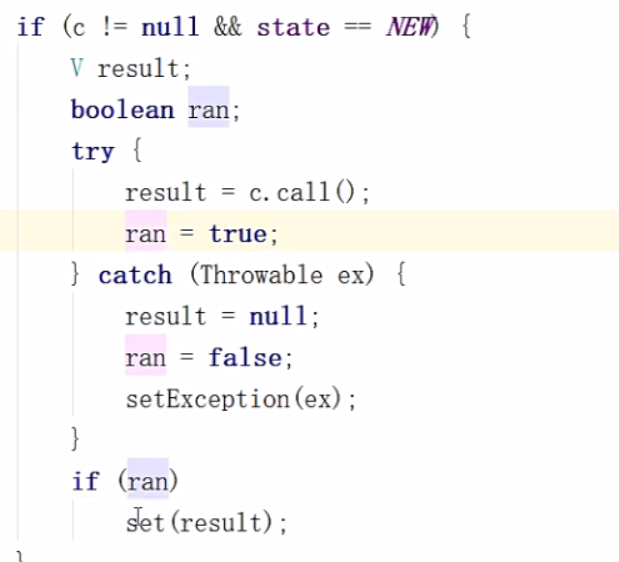 if (c != null && state == NEW) {
V result;
boolean ran;
try {
result = c.call();
ran = true;
} catch (Throwable ex) {
result = null;
ran = false;
setException(ex);
}
if (ran)
set(result);
}